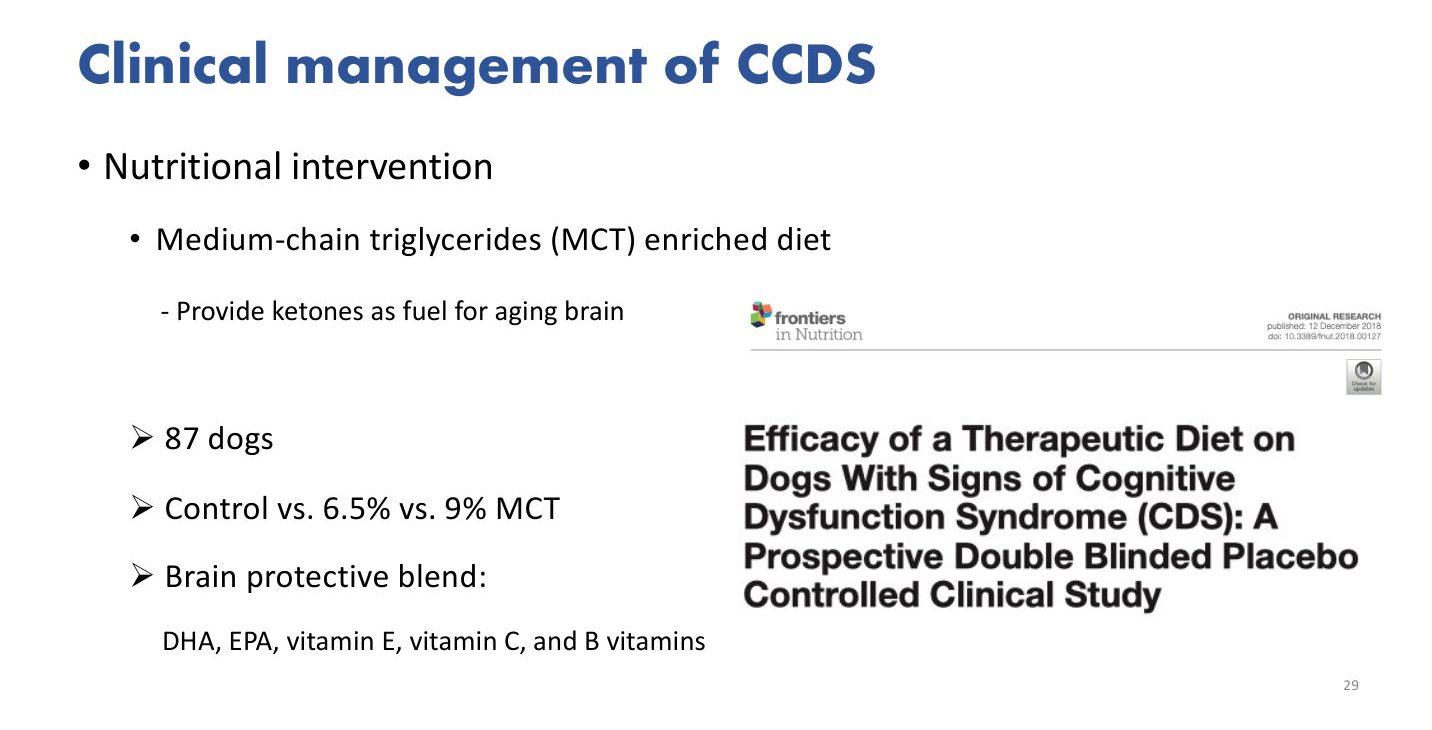 Clinical management of CCDS
• Nutritional intervention
• Medium-chain triglycerides (MCT) enriched diet
- Provide ketones as fuel for aging brain
➢ 87 dogs
➢ Control vs. 6.5% vs. 9% MCT
➢ Brain protective blend:
DHA, EPA, vitamin E, vitamin C, and B vitamins
frontiers
in Nutrition
ORIGINAL RESEARCH
published: 12 December 2018
doi: 10.3389/fnut.2018.00127
Check for
updates
Efficacy of a Therapeutic Diet on
Dogs With Signs of Cognitive
Dysfunction Syndrome (CDS): A
Prospective Double Blinded Placebo
Controlled Clinical Study
29